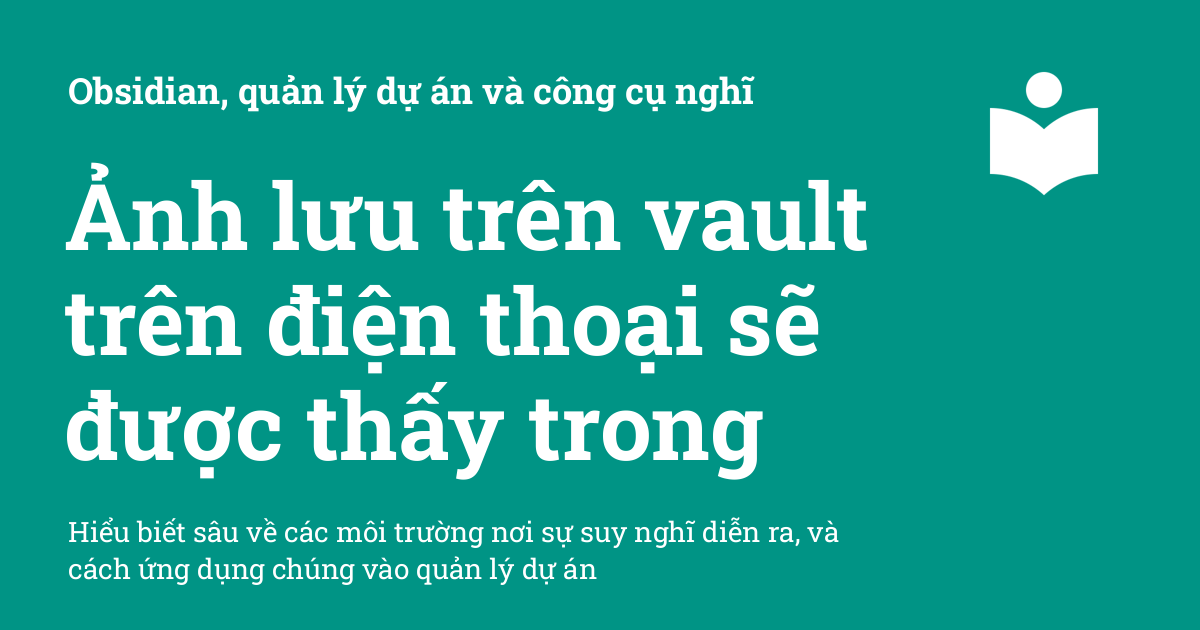 Obsidian, quản lý dự án và công cụ nghĩ
Ảnh lưu trên vault
trên điện thoại sẽ
được thấy trong
Hiểu biết sâu về các môi trường nơi sự suy nghĩ diễn ra, và
cách ứng dụng chúng vào quản lý dự án